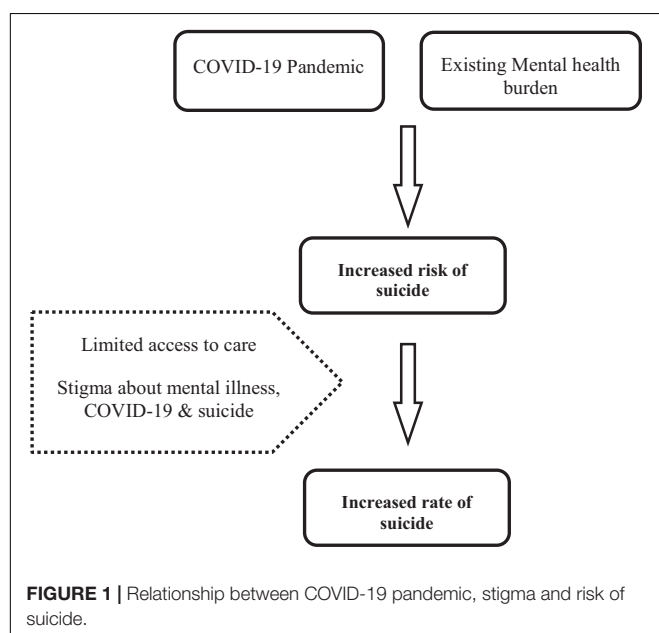 COVID-19 Pandemic
Existing Mental health
burden
Increased risk of
suicide
Limited access to care
Stigma about mental illness,
COVID-19 & suicide
Increased rate of
suicide
FIGURE 1 | Relationship between COVID-19 pandemic, stigma and risk of
suicide.